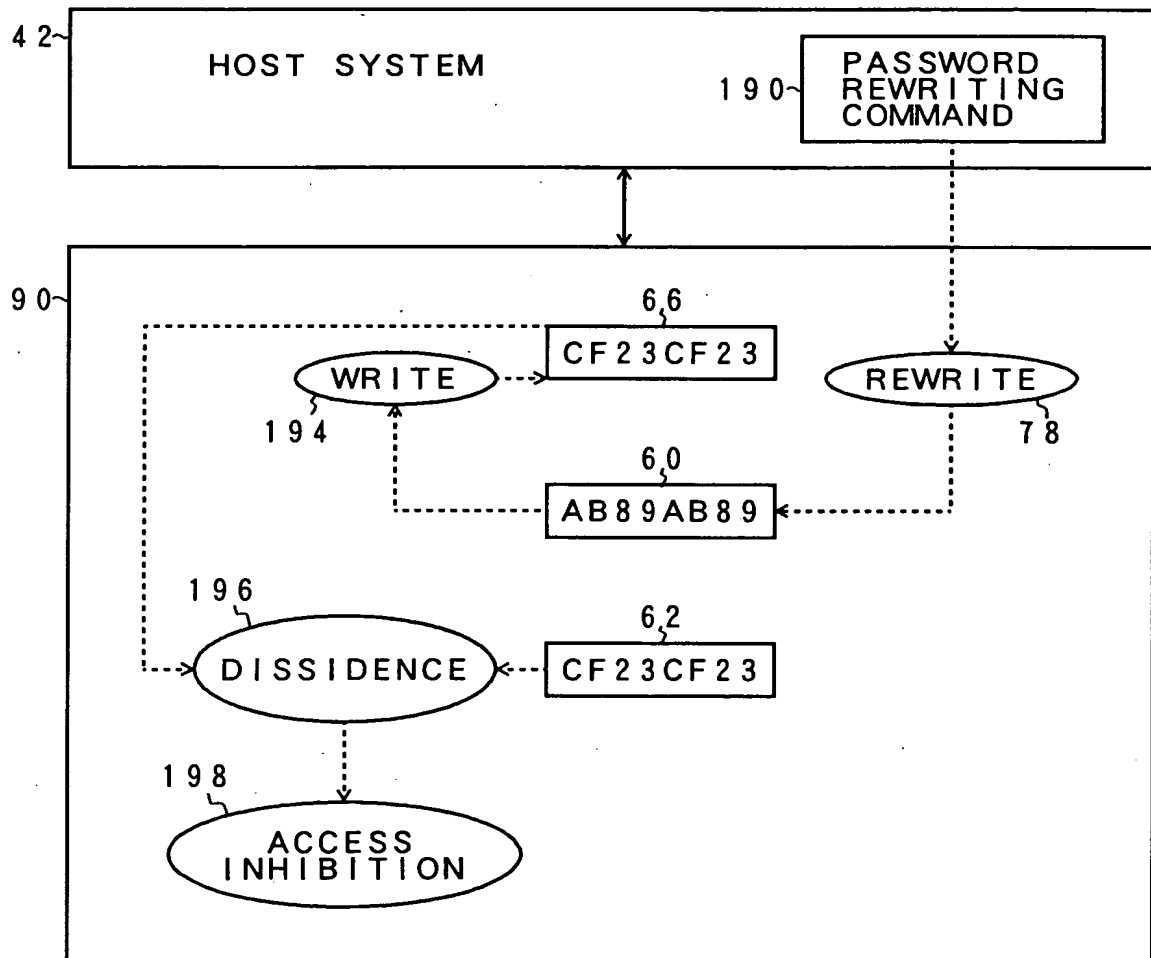 42
HOST SYSTEM
190
PASSWORD
REWRITING
COMMAND
90
66
CF23CF23
WRITE
194
REWRITE
78
60
AB89AB89
196
DISSIDENCE
62
CF23CF23
198
ACCESS
INHIBITION